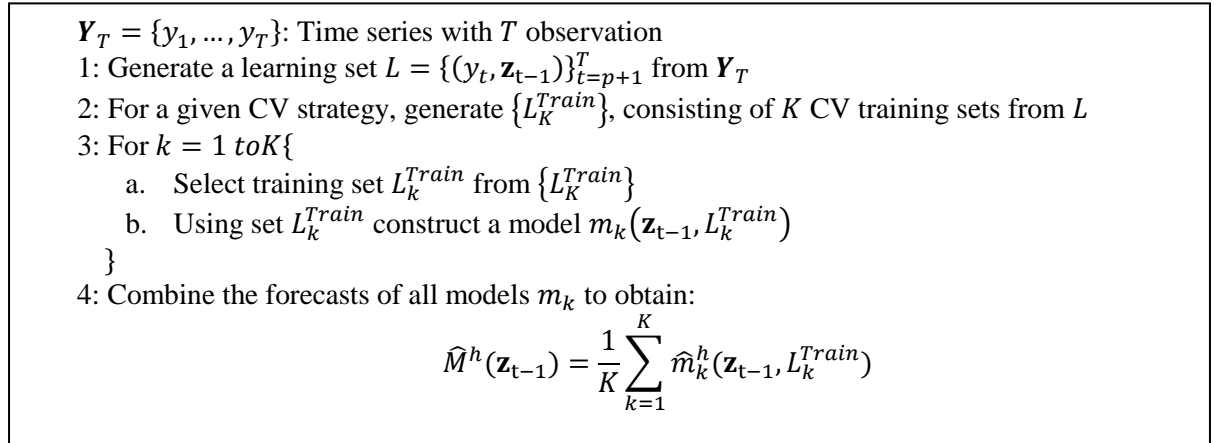 𝒀_T = {y_1, … , y_T}: Time series with T observation
1: Generate a learning set L = {(y_t, 𝐳_{t−1})}_{t=p+1}^{T} from 𝒀_T
2: For a given CV strategy, generate {L_K^{Train}}, consisting of K CV training sets from L
3: For k = 1 toK{
a. Select training set L_k^{Train} from {L_K^{Train}}
b. Using set L_k^{Train} construct a model m_k(𝐳_{t−1}, L_k^{Train})
}
4: Combine the forecasts of all models m_k to obtain:
M̂^h(𝐳_{t−1}) = \frac{1}{K} ∑_{k=1}^{K} m̂_k^h(𝐳_{t−1}, L_k^{Train})